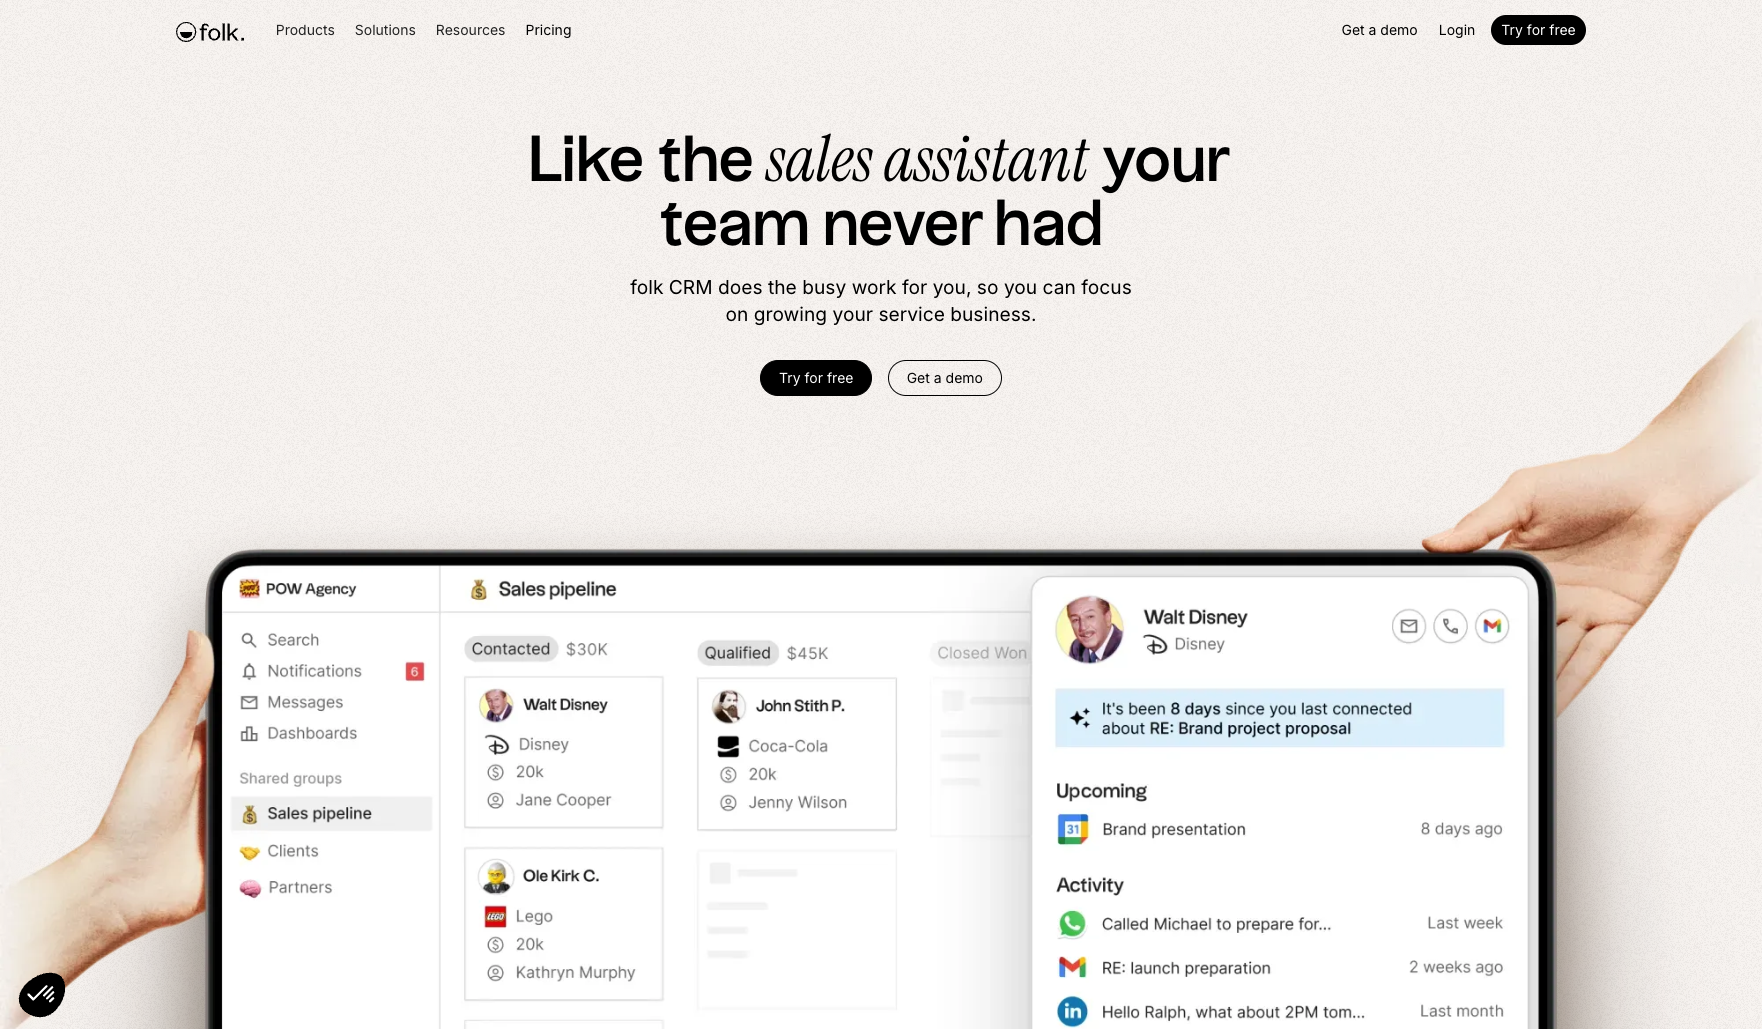 folk.
Products
Solutions
Resources
Pricing
Get a demo
Login
Try for free
Like the sales assistant your
team never had
folk CRM does the busy work for you, so you can focus
on growing your service business.
Try for free
Get a demo
POW Agency
Search
Notifications
6
Messages
Dashboards
Shared groups
Sales pipeline
Clients
Partners
Sales pipeline
Contacted $30K
Walt Disney
Disney
20k
Jane Cooper
Ole Kirk C.
LEGO
Lego
20k
Kathryn Murphy
Qualified $45K
John Stith P.
Coca-Cola
20k
Jenny Wilson
Closed Won
Walt Disney
Disney
It's been 8 days since you last connected
about RE: Brand project proposal
Upcoming
31
Brand presentation
8 days ago
Activity
Called Michael to prepare for...
Last week
RE: launch preparation
2 weeks ago
in
Hello Ralph, what about 2PM tom...
Last month